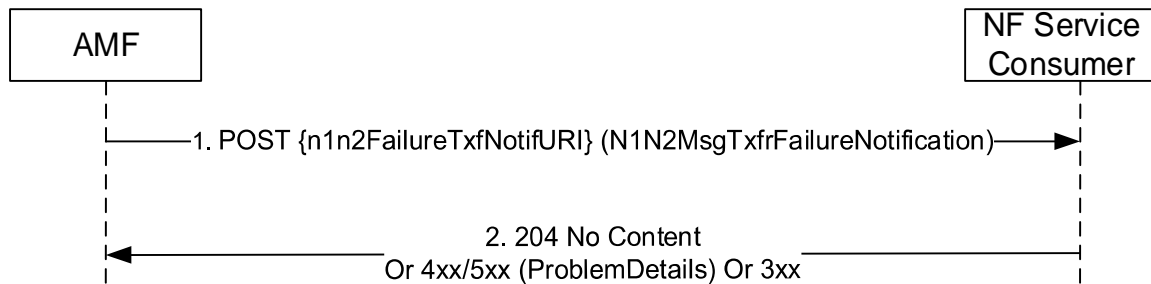 AMF
NF Service
Consumer
1. POST {n1n2FailureTxfNotifURI} (N1N2MsgTxfrFailureNotification)
2. 204 No Content
Or 4xx/5xx (ProblemDetails) Or 3xx